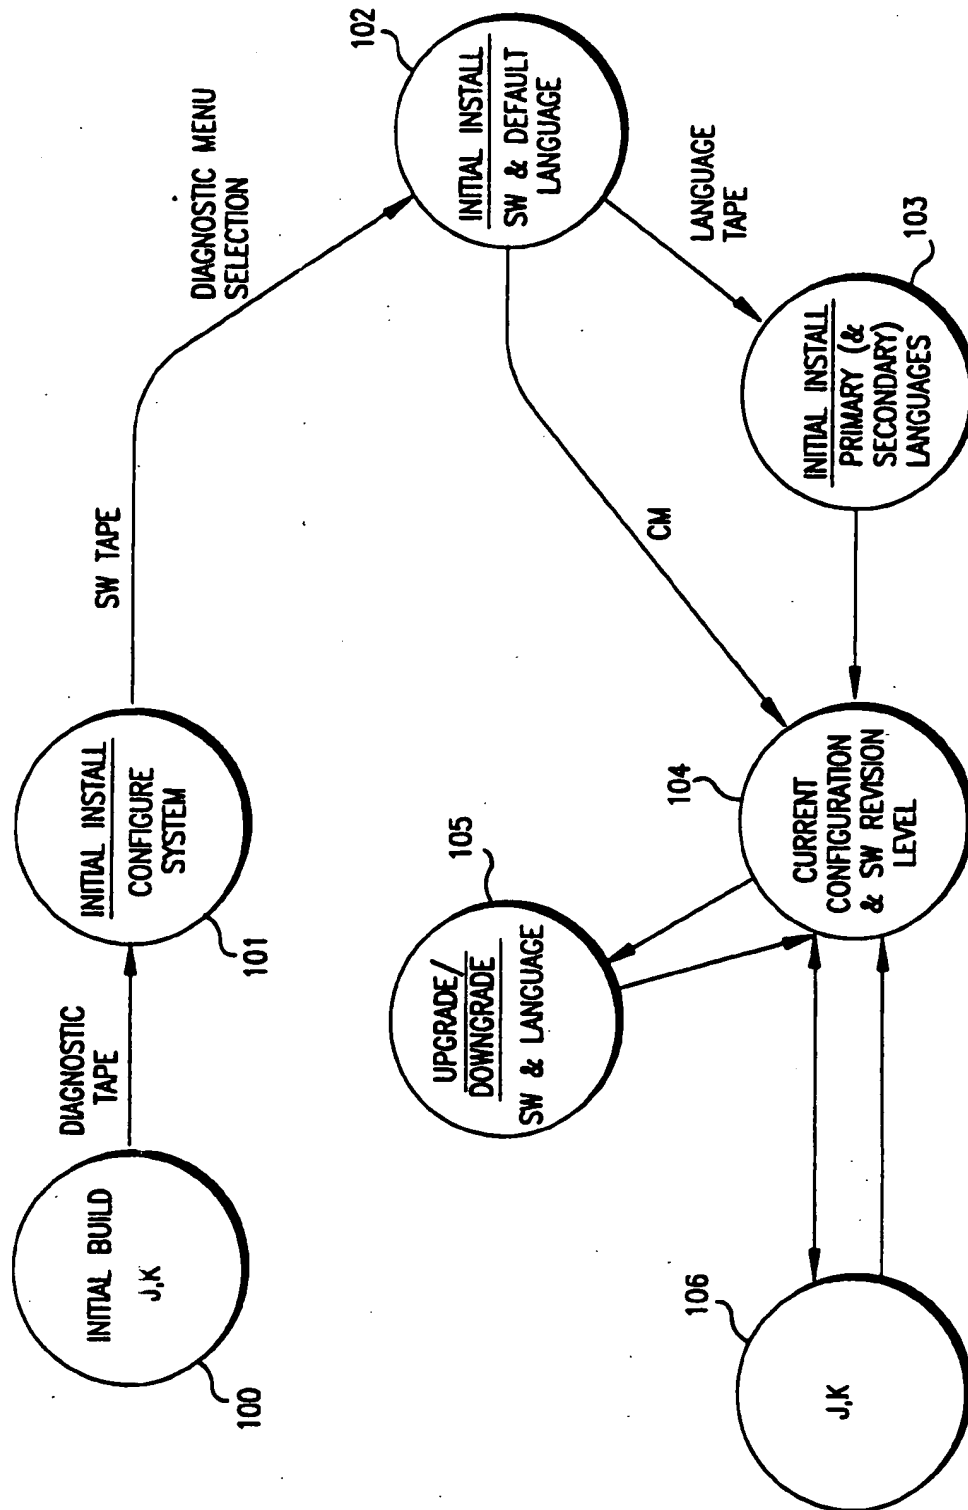 INITIAL BUILD
J,K
100
DIAGNOSTIC
TAPE
INITIAL INSTALL
CONFIGURE
SYSTEM
101
SW TAPE
DIAGNOSTIC MENU
SELECTION
INITIAL INSTALL
SW & DEFAULT
LANGUAGE
102
LANGUAGE
TAPE
CM
INITIAL INSTALL
PRIMARY (&
SECONDARY)
LANGUAGES
103
CURRENT
CONFIGURATION
& SW REVISION
LEVEL
104
UPGRADE/
DOWNGRADE
SW & LANGUAGE
105
J,K
106